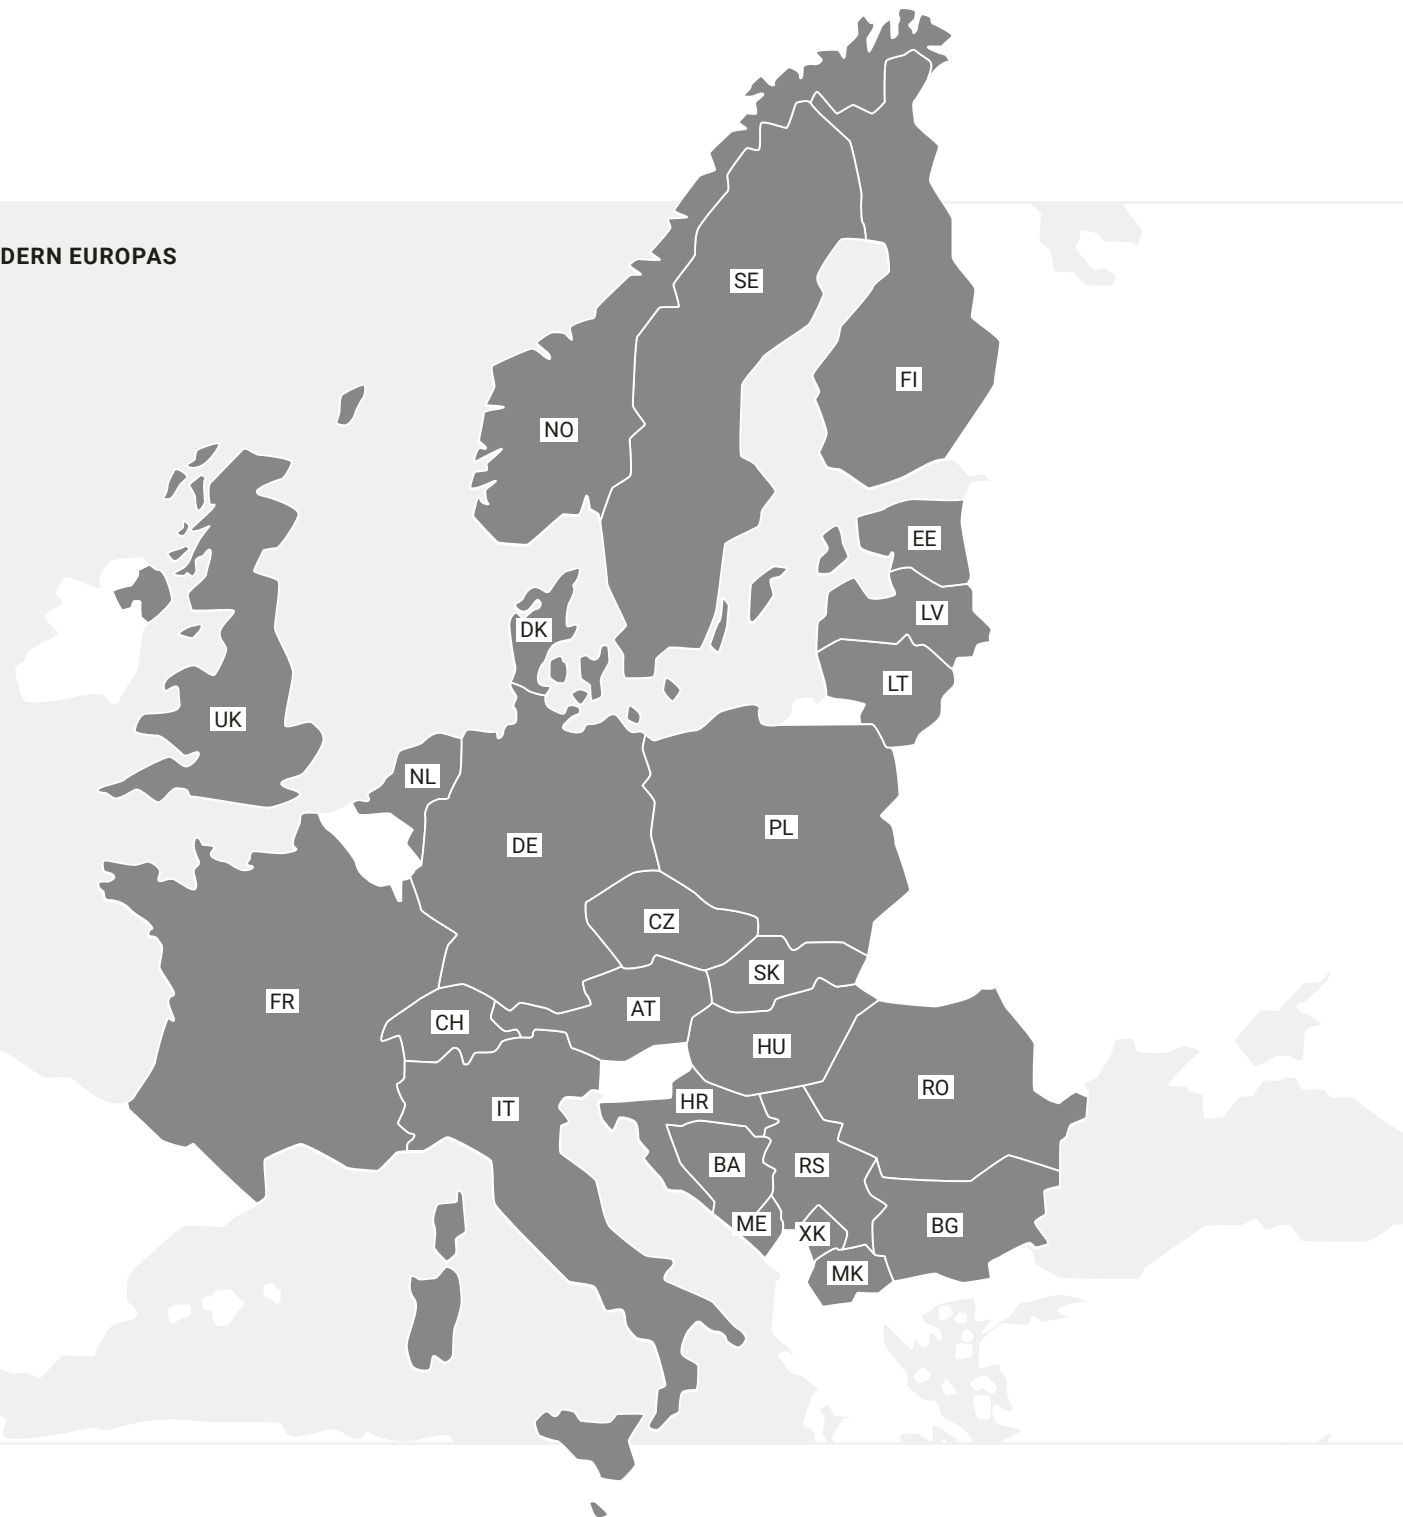 DERN EUROPAS
SE
FI
NO
EE
LV
DK
LT
UK
NL
PL
DE
CZ
SK
FR
AT
CH
HU
RO
HR
IT
BA
RS
ME
XK
BG
MK